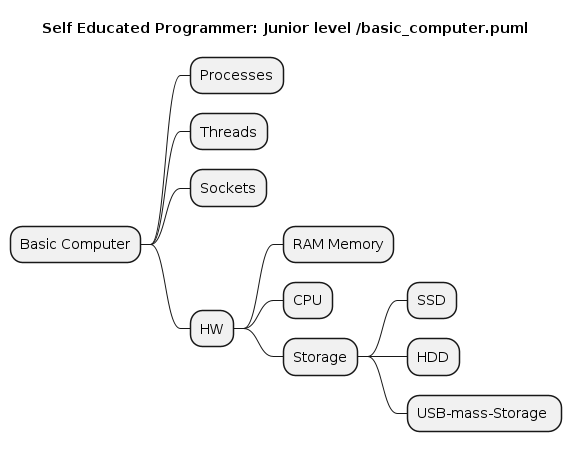 Self Educated Programmer: Junior level /basic_computer.puml
Processes
Threads
Sockets
Basic Computer
HW
RAM Memory
CPU
Storage
SSD
HDD
USB-mass-Storage